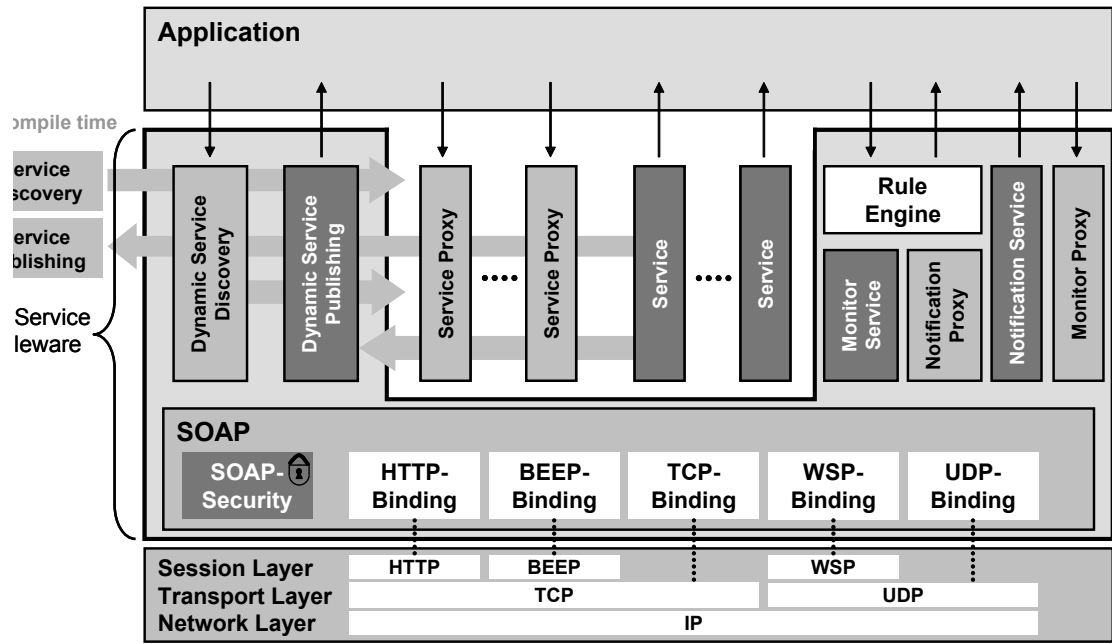 Application
ompile time
ervice
iscovery
ervice
ublishing
Service
leware
Dynamic Service
Discovery
Dynamic Service
Publishing
Service Proxy
Service Proxy
Service
Service
Rule
Engine
Monitor
Service
Notification
Proxy
Notification Service
Monitor Proxy
SOAP
SOAP-
Security
HTTP-
Binding
BEEP-
Binding
TCP-
Binding
WSP-
Binding
UDP-
Binding
Session Layer
HTTP
BEEP
WSP
Transport Layer
TCP
UDP
Network Layer
IP